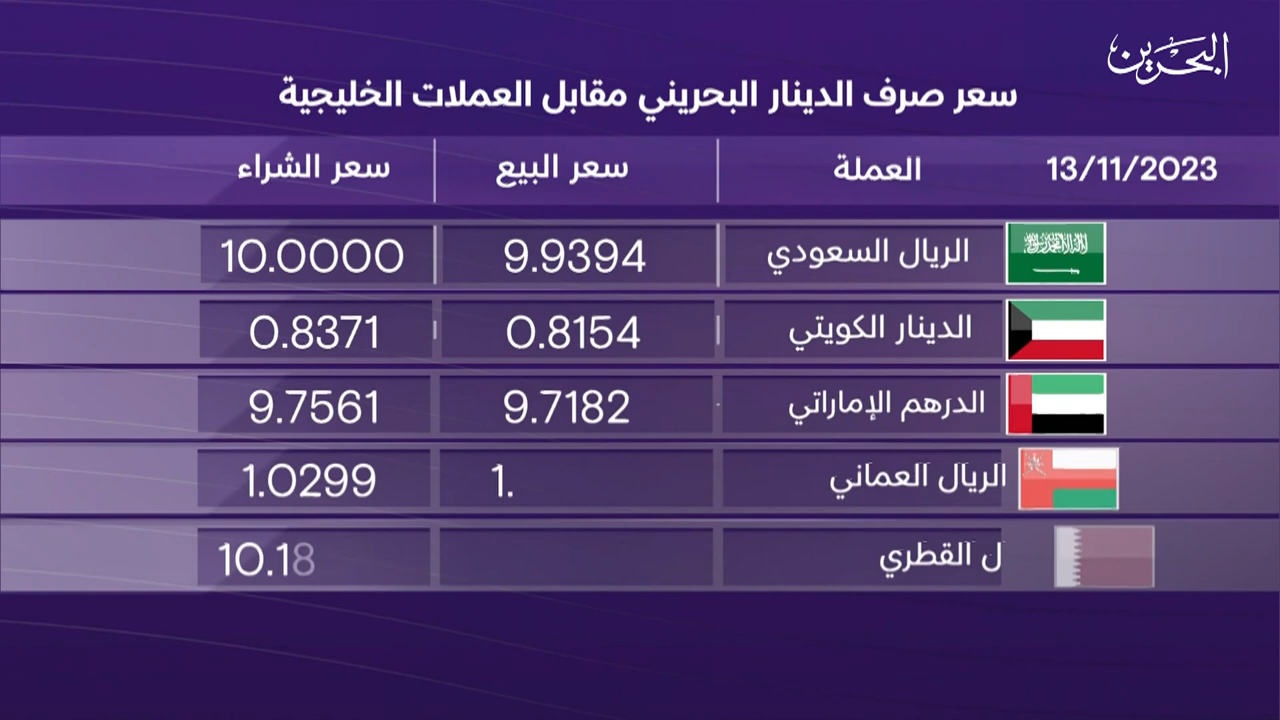 البحرين
سعر صرف الدينار البحريني مقابل العملات الخليجية
13/11/2023 العملة سعر البيع سعر الشراء
الريال السعودي 9.9394 10.0000
الدينار الكويتي 0.8154 0.8371
الدرهم الإماراتي 9.7182 9.7561
الريال العماني 1. 1.0299
ل القطري 10.18